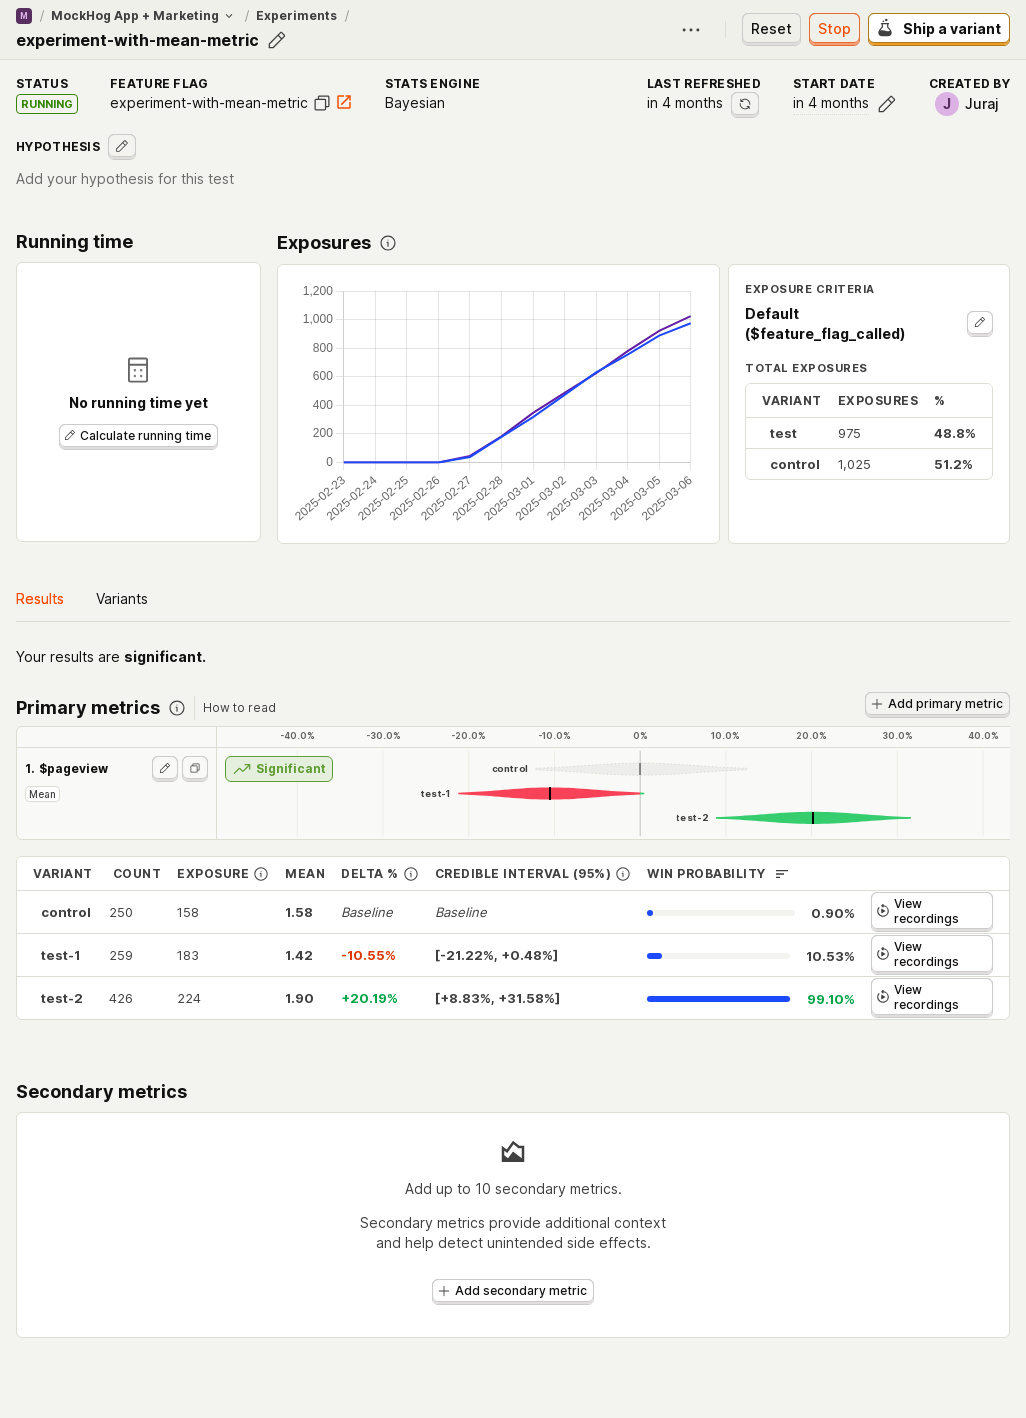 M / MockHog App + Marketing / Experiments /
experiment-with-mean-metric
Reset
Stop
Ship a variant
STATUS
RUNNING
FEATURE FLAG
experiment-with-mean-metric
STATS ENGINE
Bayesian
LAST REFRESHED
in 4 months
START DATE
in 4 months
CREATED BY
J Juraj
HYPOTHESIS
Add your hypothesis for this test
Running time
No running time yet
Calculate running time
Exposures
1,200
1,000
800
600
400
200
0
2025-02-23
2025-02-24
2025-02-25
2025-02-26
2025-02-27
2025-02-28
2025-03-01
2025-03-02
2025-03-03
2025-03-04
2025-03-05
2025-03-06
EXPOSURE CRITERIA
Default
($feature_flag_called)
TOTAL EXPOSURES
VARIANT EXPOSURES %
test 975 48.8%
control 1,025 51.2%
Results Variants
Your results are significant.
Primary metrics How to read
Add primary metric
-40.0% -30.0% -20.0% -10.0% 0% 10.0% 20.0% 30.0% 40.0%
1. $pageview
Mean
Significant
control
test-1
test-2
VARIANT COUNT EXPOSURE MEAN DELTA % CREDIBLE INTERVAL (95%) WIN PROBABILITY
control 250 158 1.58 Baseline Baseline 0.90% View recordings
test-1 259 183 1.42 -10.55% [-21.22%, +0.48%] 10.53% View recordings
test-2 426 224 1.90 +20.19% [+8.83%, +31.58%] 99.10% View recordings
Secondary metrics
Add up to 10 secondary metrics.
Secondary metrics provide additional context
and help detect unintended side effects.
Add secondary metric